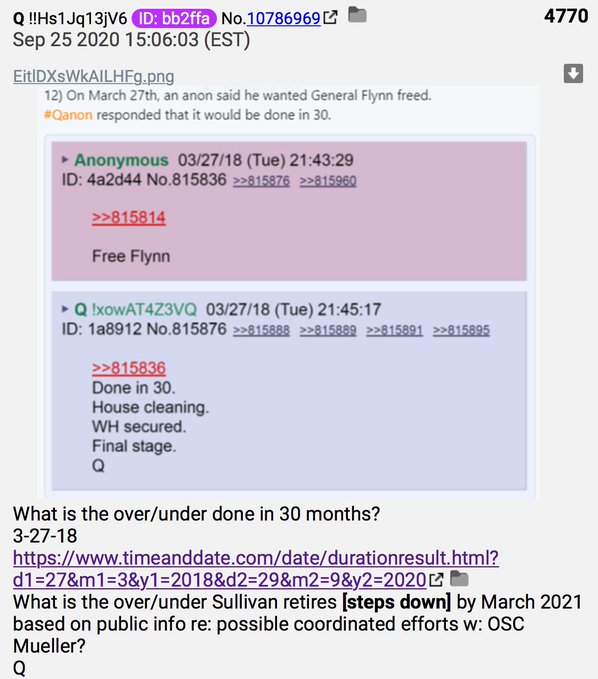 Q !!Hs1Jq13jV6 ID: bb2ffa No.10786969 4770
Sep 25 2020 15:06:03 (EST)
EitlDXsWkAILHFg.png
12) On March 27th, an anon said he wanted General Flynn freed.
#Qanon responded that it would be done in 30.
Anonymous 03/27/18 (Tue) 21:43:29
ID: 4a2d44 No.815836 >>815876 >>815960
>>815814
Free Flynn
Q !xowAT4Z3VQ 03/27/18 (Tue) 21:45:17
ID: 1a8912 No.815876 >>815888 >>815889 >>815891 >>815895
>>815836
Done in 30.
House cleaning.
WH secured.
Final stage.
Q
What is the over/under done in 30 months?
3-27-18
https://www.timeanddate.com/date/durationresult.html?
d1=27&m1=3&y1=2018&d2=29&m2=9&y2=2020
What is the over/under Sullivan retires [steps down] by March 2021
based on public info re: possible coordinated efforts w: OSC
Mueller?
Q